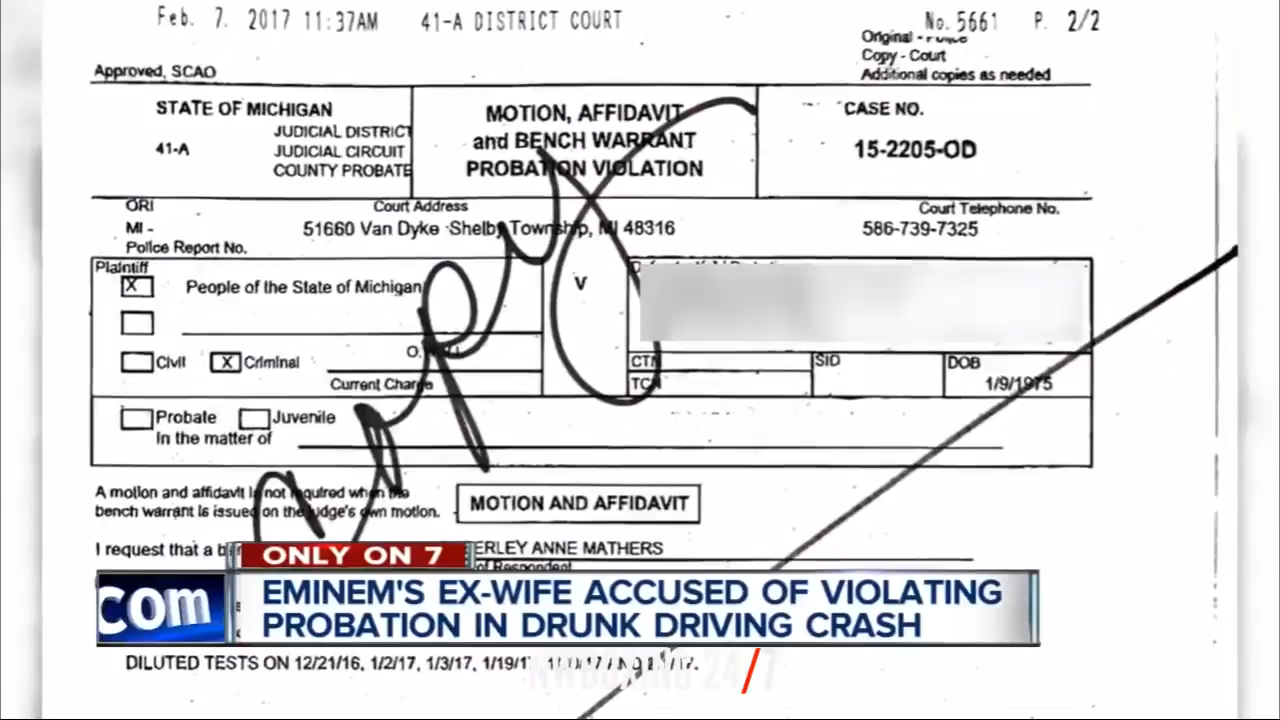 Feb. 7. 2017 11:37AM 41-A DISTRICT COURT No. 5661 P. 2/2
Original - Police
Copy - Court
Additional copies as needed
Approved, SCAO
STATE OF MICHIGAN
JUDICIAL DISTRICT
41-A JUDICIAL CIRCUIT
COUNTY PROBATE
MOTION, AFFIDAVIT
and BENCH WARRANT
PROBATION VIOLATION
CASE NO.
15-2205-OD
ORI Court Address Court Telephone No.
MI - 51660 Van Dyke Shelby Township, MI 48316 586-739-7325
Police Report No.
Plaintiff
X People of the State of Michigan
V
Civil X Criminal
Current Charge
CTN SID DOB
TCN 1/9/1975
Probate Juvenile
In the matter of
A motion and affidavit is not required when the
bench warrant is issued on the judge's own motion.
MOTION AND AFFIDAVIT
I request that a ERLEY ANNE MATHERS
of Respondent
ONLY ON 7
com
EMINEM'S EX-WIFE ACCUSED OF VIOLATING
PROBATION IN DRUNK DRIVING CRASH
DILUTED TESTS ON 12/21/16, 1/2/17, 1/3/17, 1/19/17,
24/7